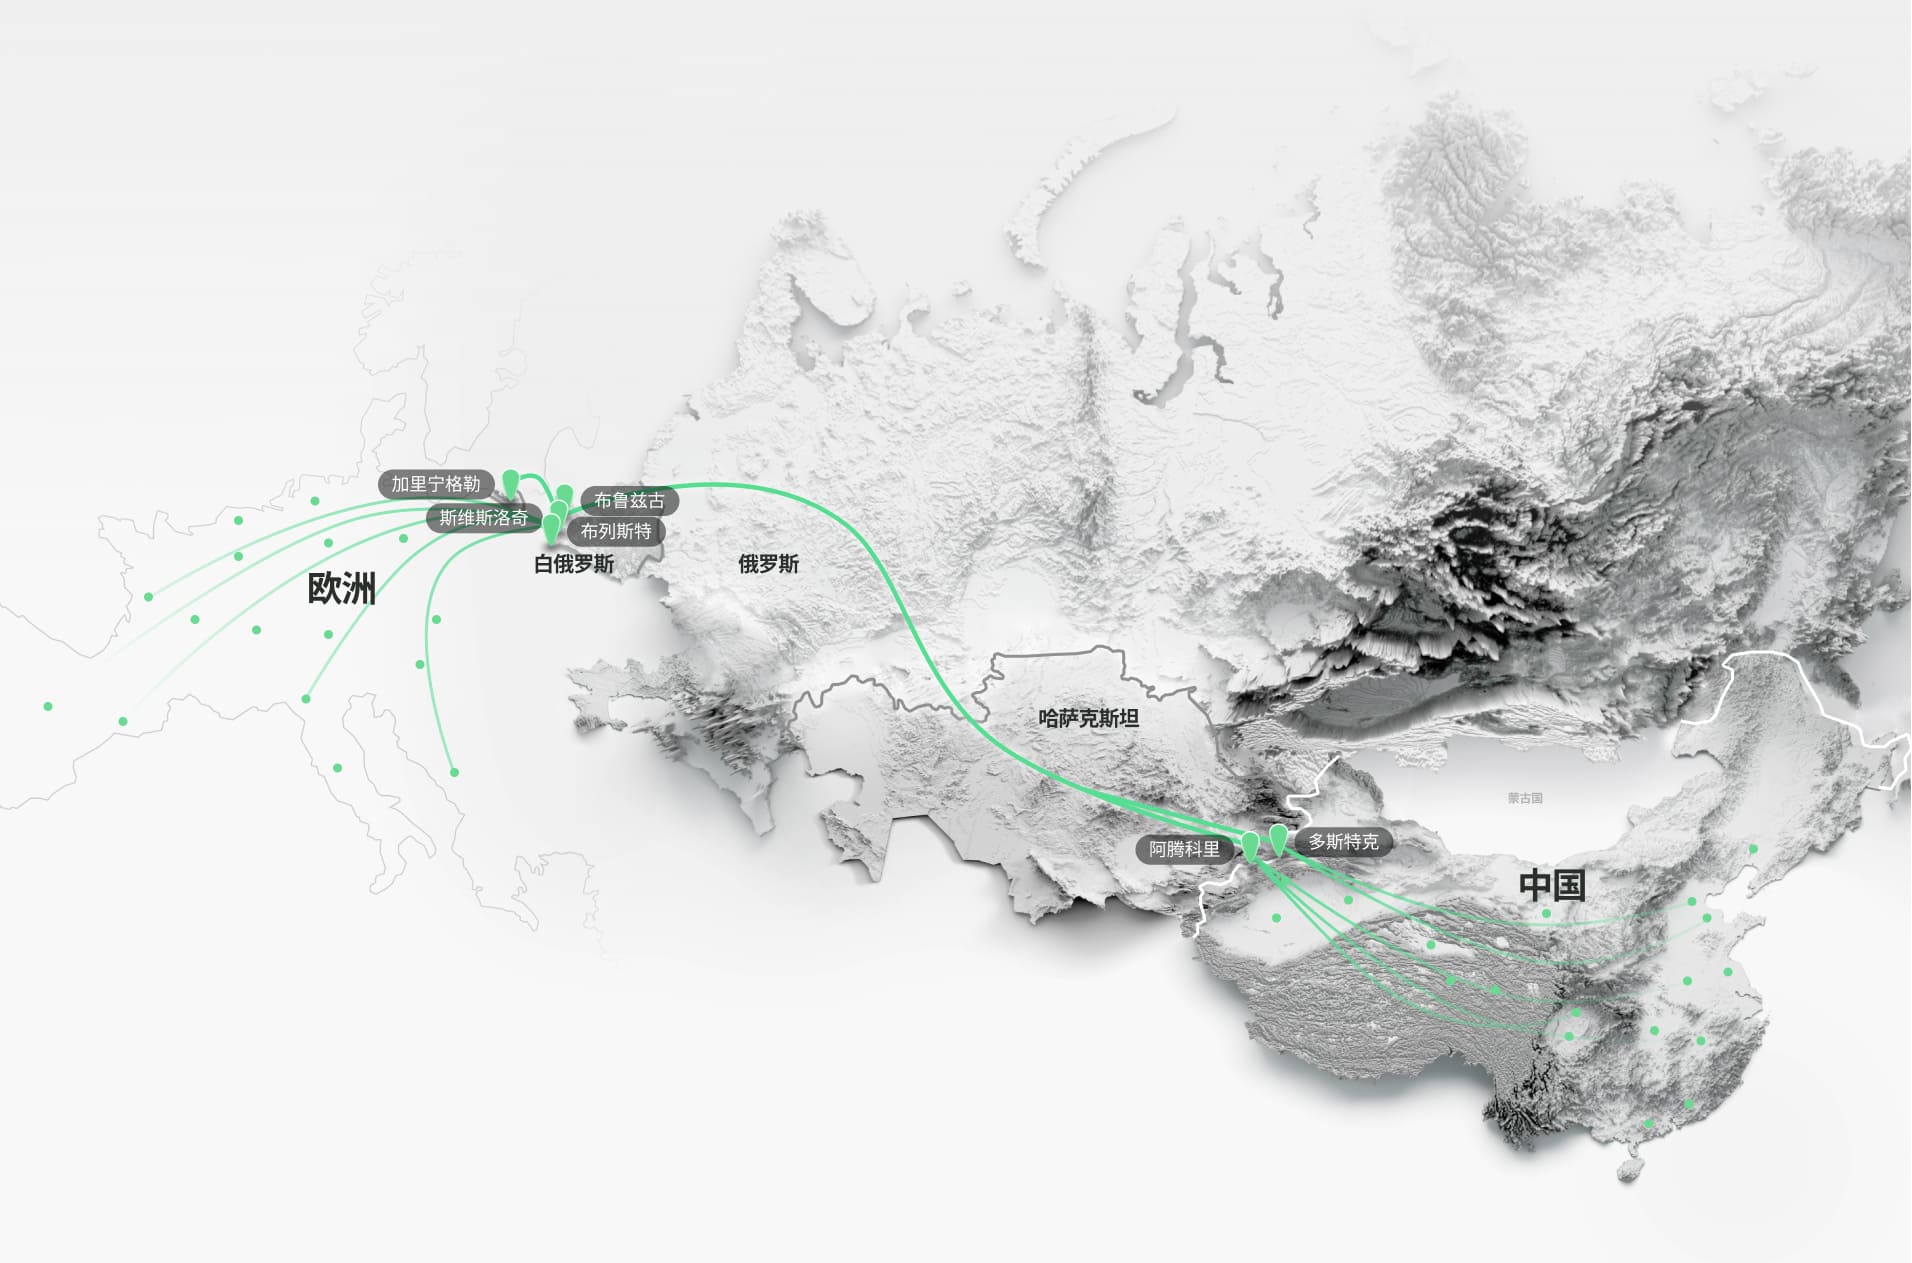 加里宁格勒
布鲁兹古
斯维斯洛奇
布列斯特
白俄罗斯
俄罗斯
欧洲
哈萨克斯坦
蒙古国
阿腾科里
多斯特克
中国